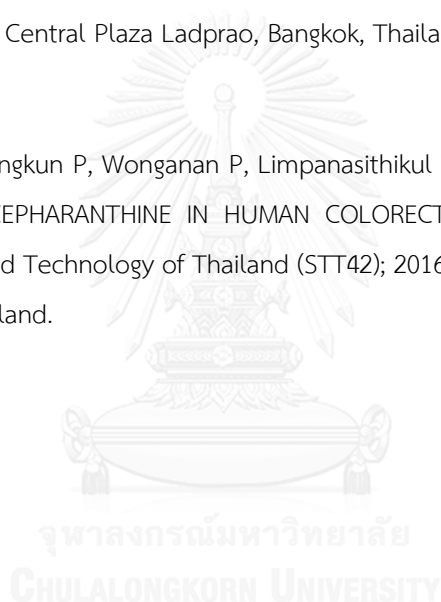 Central Plaza Ladprao, Bangkok, Thaila
ngkun P, Wonganan P, Limpanasithikul
EPHARANTHINE IN HUMAN COLORECT
d Technology of Thailand (STT42); 2016
land.
จุฬาลงกรณ์มหาวิทยาลัย
CHULALONGKORN UNIVERSITY